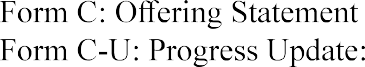 Form C: Offering Statement
Form C-U: Progress Update: